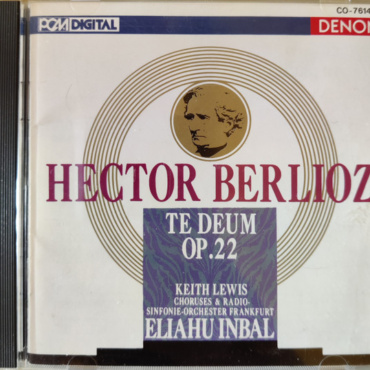 PCM DIGITAL
DENON
CO-7614
HECTOR BERLIOZ
TE DEUM
OP.22
KEITH LEWIS
CHORUSES & RADIO-
SINFONIE-ORCHESTER FRANKFURT
ELIAHU INBAL